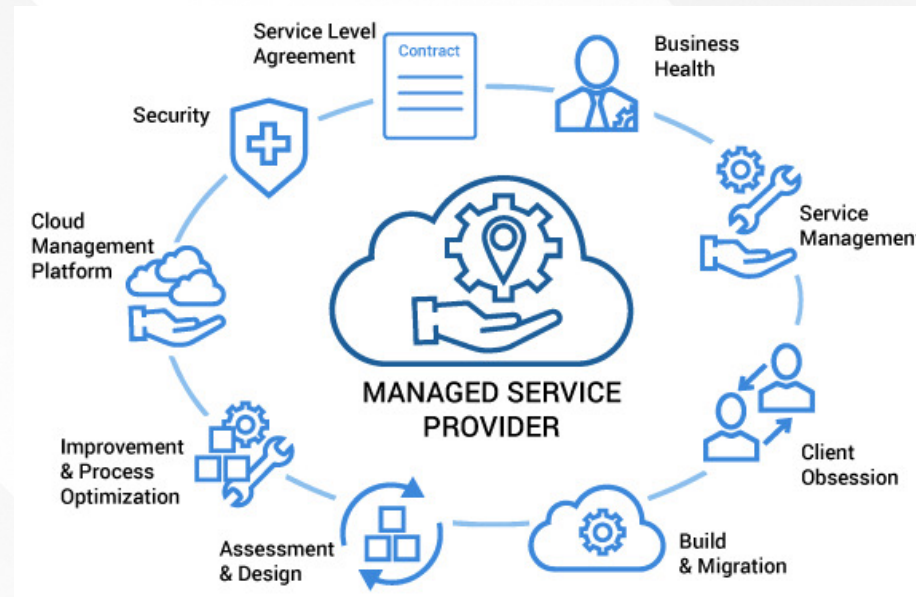 Service Level
Agreement
Contract
Business
Health
Security
Service
Management
Cloud
Management
Platform
MANAGED SERVICE
PROVIDER
Client
Obsession
Improvement
& Process
Optimization
Build
& Migration
Assessment
& Design